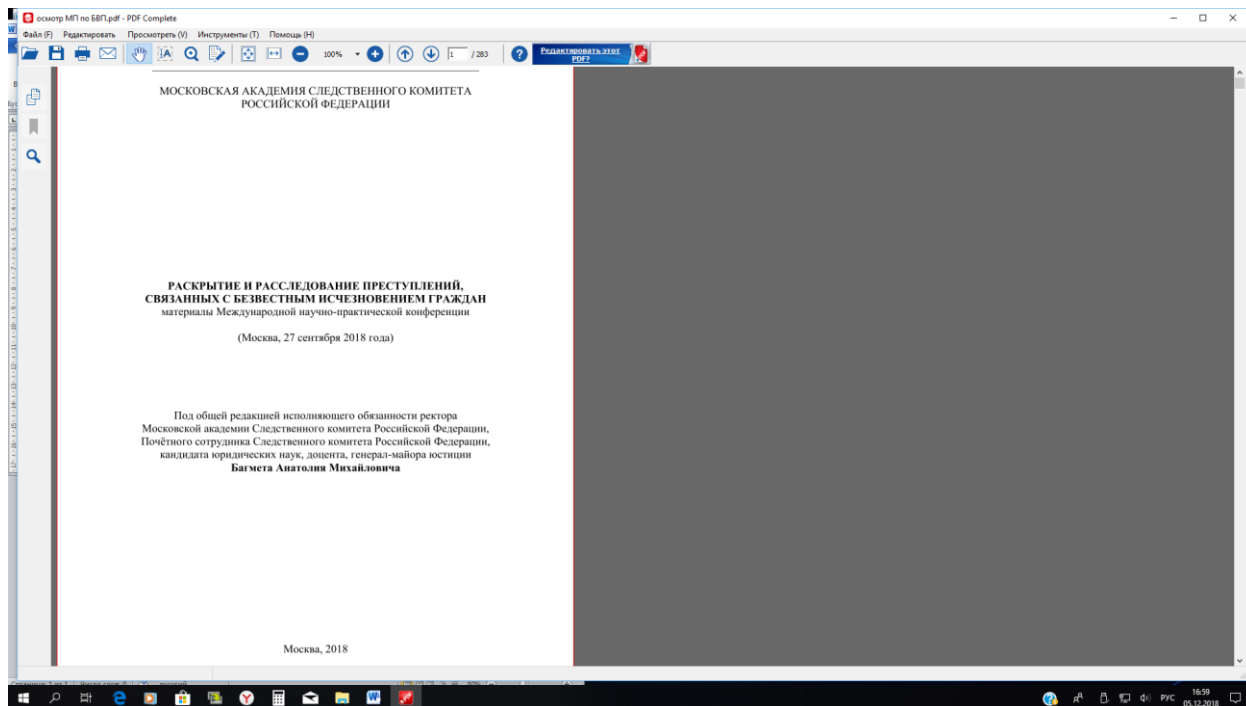 осмотр МП по БВП.pdf - PDF Complete
Файл (F) Редактировать Просмотреть (V) Инструменты (T) Помощь (H)
100% 1 / 283 Редактировать этот
PDF?
МОСКОВСКАЯ АКАДЕМИЯ СЛЕДСТВЕННОГО КОМИТЕТА
РОССИЙСКОЙ ФЕДЕРАЦИИ
РАСКРЫТИЕ И РАССЛЕДОВАНИЕ ПРЕСТУПЛЕНИЙ,
СВЯЗАННЫХ С БЕЗВЕСТНЫМ ИСЧЕЗНОВЕНИЕМ ГРАЖДАН
материалы Международной научно-практической конференции
(Москва, 27 сентября 2018 года)
Под общей редакцией исполняющего обязанности ректора
Московской академии Следственного комитета Российской Федерации,
Почётного сотрудника Следственного комитета Российской Федерации,
кандидата юридических наук, доцента, генерал-майора юстиции
Багмета Анатолия Михайловича
Москва, 2018
РУС 16:59
05.12.2018